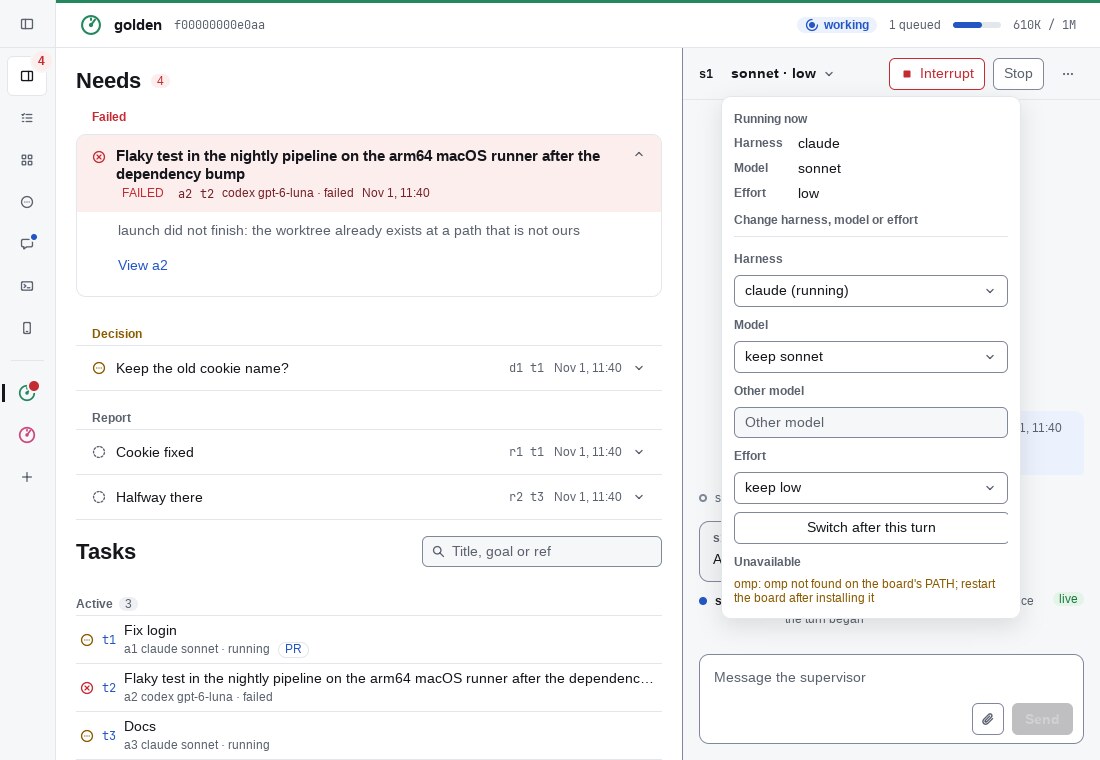 golden f00000000e0aa
working 1 queued 610K / 1M
4
Needs 4
Failed
Flaky test in the nightly pipeline on the arm64 macOS runner after the
dependency bump
FAILED a2 t2 codex gpt-6-luna · failed Nov 1, 11:40
launch did not finish: the worktree already exists at a path that is not ours
View a2
Decision
Keep the old cookie name? d1 t1 Nov 1, 11:40
Report
Cookie fixed r1 t1 Nov 1, 11:40
Halfway there r2 t3 Nov 1, 11:40
Tasks
Title, goal or ref
Active 3
t1 Fix login
a1 claude sonnet · running PR
t2 Flaky test in the nightly pipeline on the arm64 macOS runner after the dependenc…
a2 codex gpt-6-luna · failed
t3 Docs
a3 claude sonnet · running
s1 sonnet · low
Interrupt
Stop
Running now
Harness claude
Model sonnet
Effort low
Change harness, model or effort
Harness
claude (running)
Model
keep sonnet
Other model
Other model
Effort
keep low
Switch after this turn
Unavailable
omp: omp not found on the board's PATH; restart
the board after installing it
1, 11:40
live
the turn began
Message the supervisor
Send